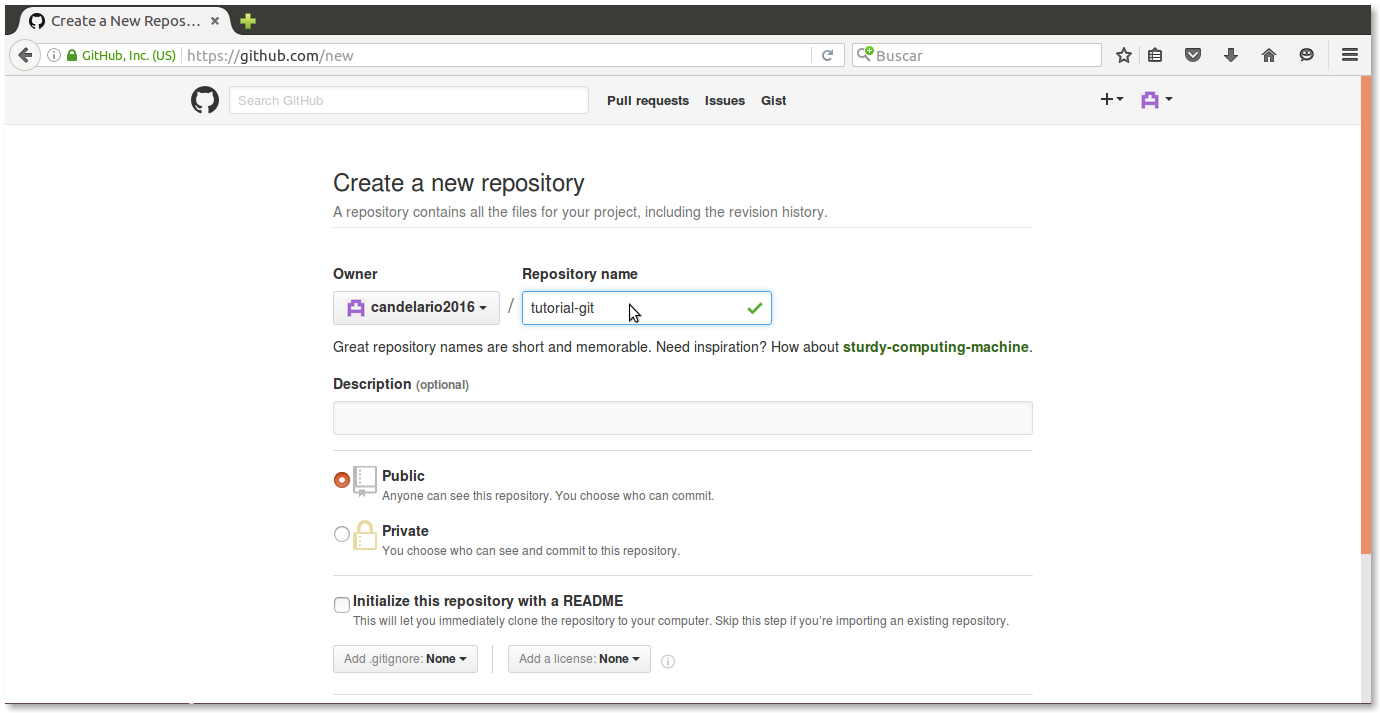 Create a New Repos...
GitHub, Inc. (US) https://github.com/new Buscar
Search GitHub Pull requests Issues Gist
Create a new repository
A repository contains all the files for your project, including the revision history.
Owner Repository name
candelario2016 / tutorial-git
Great repository names are short and memorable. Need inspiration? How about sturdy-computing-machine.
Description (optional)
Public
Anyone can see this repository. You choose who can commit.
Private
You choose who can see and commit to this repository.
Initialize this repository with a README
This will let you immediately clone the repository to your computer. Skip this step if you're importing an existing repository.
Add .gitignore: None Add a license: None